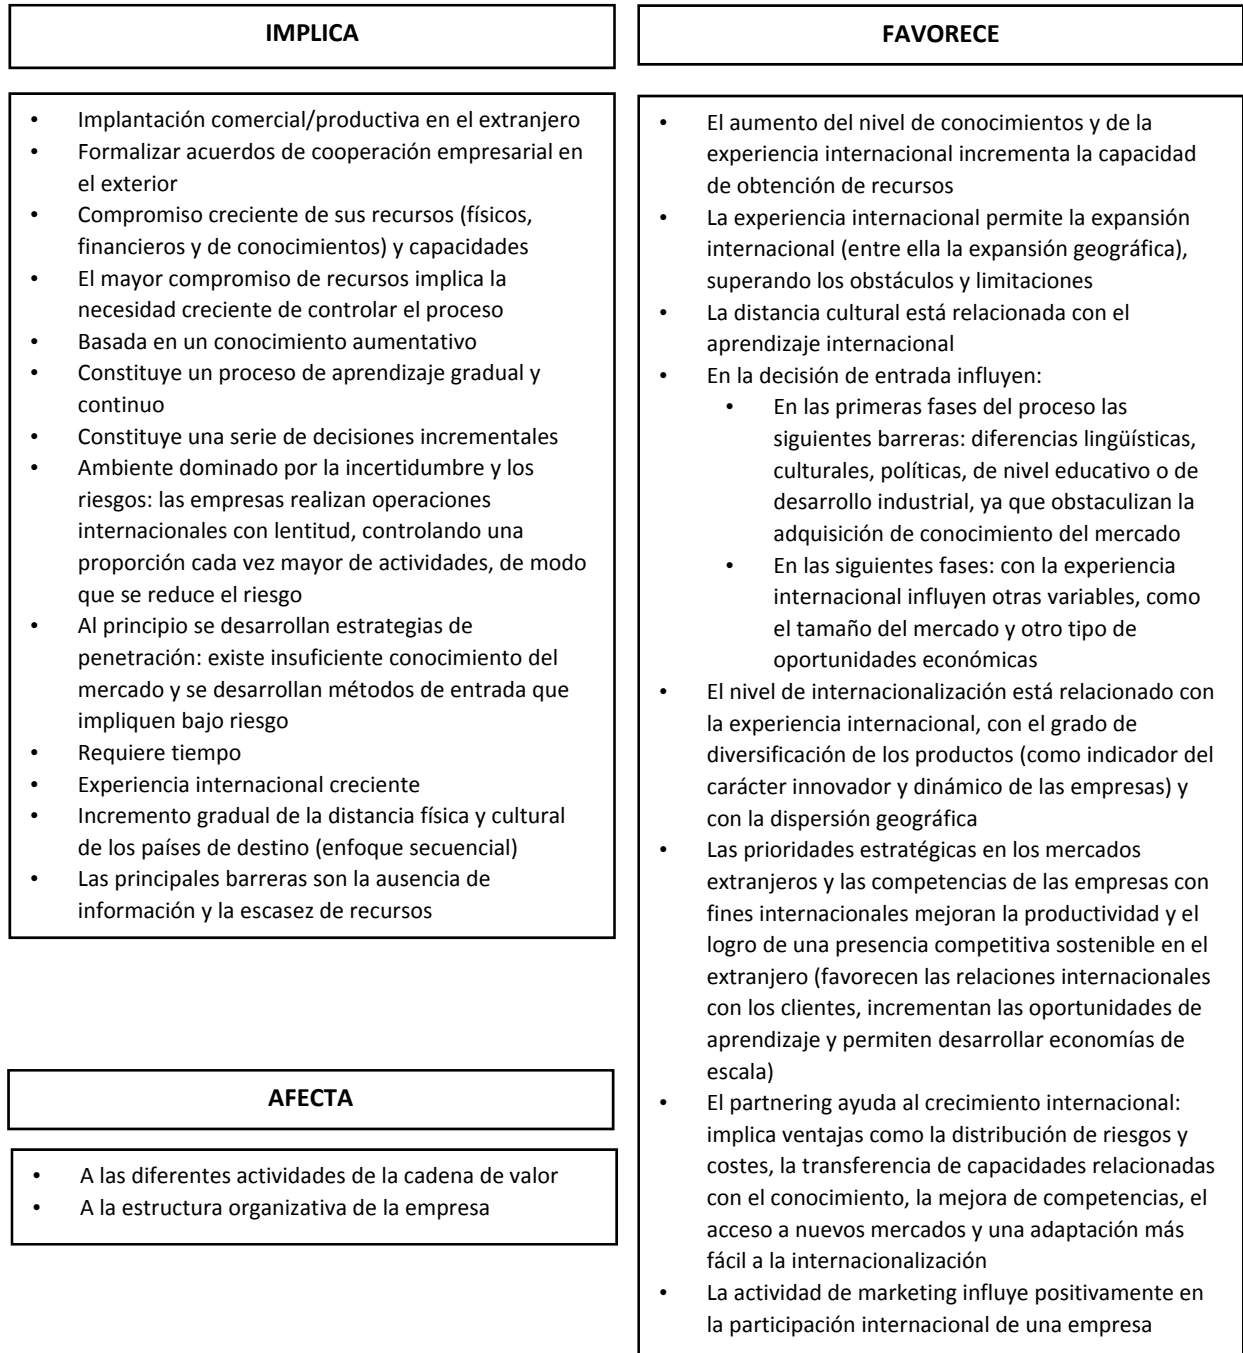 IMPLICA
• Implantación comercial/productiva en el extranjero
• Formalizar acuerdos de cooperación empresarial en
el exterior
• Compromiso creciente de sus recursos (físicos,
financieros y de conocimientos) y capacidades
• El mayor compromiso de recursos implica la
necesidad creciente de controlar el proceso
• Basada en un conocimiento aumentativo
• Constituye un proceso de aprendizaje gradual y
continuo
• Constituye una serie de decisiones incrementales
• Ambiente dominado por la incertidumbre y los
riesgos: las empresas realizan operaciones
internacionales con lentitud, controlando una
proporción cada vez mayor de actividades, de modo
que se reduce el riesgo
• Al principio se desarrollan estrategias de
penetración: existe insuficiente conocimiento del
mercado y se desarrollan métodos de entrada que
impliquen bajo riesgo
• Requiere tiempo
• Experiencia internacional creciente
• Incremento gradual de la distancia física y cultural
de los países de destino (enfoque secuencial)
• Las principales barreras son la ausencia de
información y la escasez de recursos
AFECTA
• A las diferentes actividades de la cadena de valor
• A la estructura organizativa de la empresa
FAVORECE
• El aumento del nivel de conocimientos y de la
experiencia internacional incrementa la capacidad
de obtención de recursos
• La experiencia internacional permite la expansión
internacional (entre ella la expansión geográfica),
superando los obstáculos y limitaciones
• La distancia cultural está relacionada con el
aprendizaje internacional
• En la decisión de entrada influyen:
• En las primeras fases del proceso las
siguientes barreras: diferencias lingüísticas,
culturales, políticas, de nivel educativo o de
desarrollo industrial, ya que obstaculizan la
adquisición de conocimiento del mercado
• En las siguientes fases: con la experiencia
internacional influyen otras variables, como
el tamaño del mercado y otro tipo de
oportunidades económicas
• El nivel de internacionalización está relacionado con
la experiencia internacional, con el grado de
diversificación de los productos (como indicador del
carácter innovador y dinámico de las empresas) y
con la dispersión geográfica
• Las prioridades estratégicas en los mercados
extranjeros y las competencias de las empresas con
fines internacionales mejoran la productividad y el
logro de una presencia competitiva sostenible en el
extranjero (favorecen las relaciones internacionales
con los clientes, incrementan las oportunidades de
aprendizaje y permiten desarrollar economías de
escala)
• El partnering ayuda al crecimiento internacional:
implica ventajas como la distribución de riesgos y
costes, la transferencia de capacidades relacionadas
con el conocimiento, la mejora de competencias, el
acceso a nuevos mercados y una adaptación más
fácil a la internacionalización
• La actividad de marketing influye positivamente en
la participación internacional de una empresa